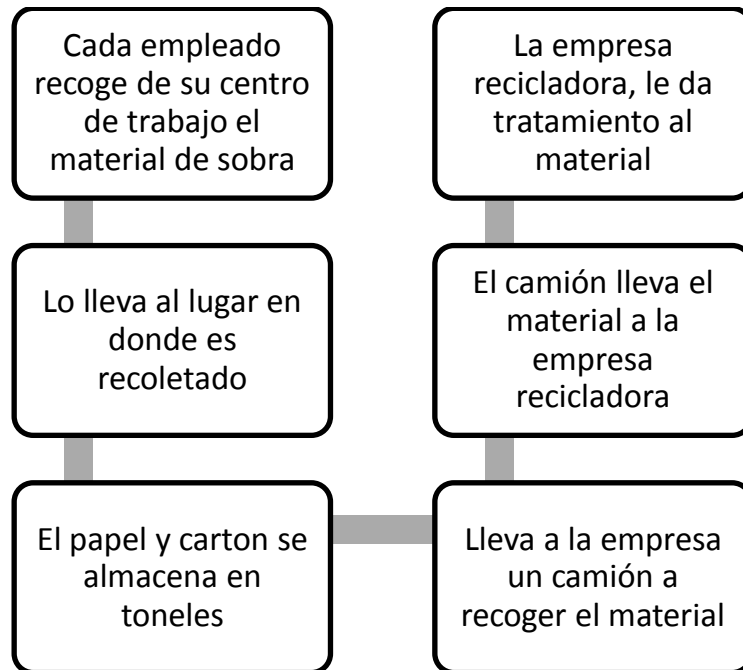 Cada empleado
recoge de su centro
de trabajo el
material de sobra
Lo lleva al lugar en
donde es
recoletado
El papel y carton se
almacena en
toneles
Lleva a la empresa
un camión a
recoger el material
El camión lleva el
material a la
empresa
recicladora
La empresa
recicladora, le da
tratamiento al
material